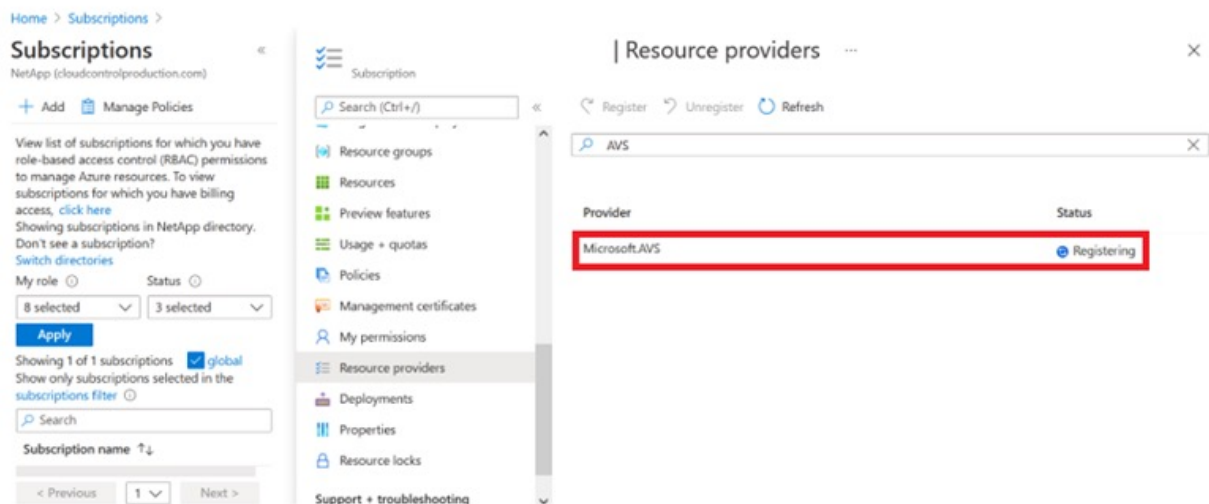 Home > Subscriptions >
Subscriptions «
NetApp (cloudcontrolproduction.com)
+ Add Manage Policies
View list of subscriptions for which you have
role-based access control (RBAC) permissions
to manage Azure resources. To view
subscriptions for which you have billing
access, click here
Showing subscriptions in NetApp directory.
Don't see a subscription?
Switch directories
My role Status
8 selected 3 selected
Apply
Showing 1 of 1 subscriptions global
Show only subscriptions selected in the
subscriptions filter
Search
Subscription name ↑↓
< Previous 1 Next >
Subscription
Search (Ctrl+/) «
Resource groups
Resources
Preview features
Usage + quotas
Policies
Management certificates
My permissions
Resource providers
Deployments
Properties
Resource locks
Support + troubleshooting
| Resource providers ...
Register Unregister Refresh
AVS
Provider Status
Microsoft.AVS Registering